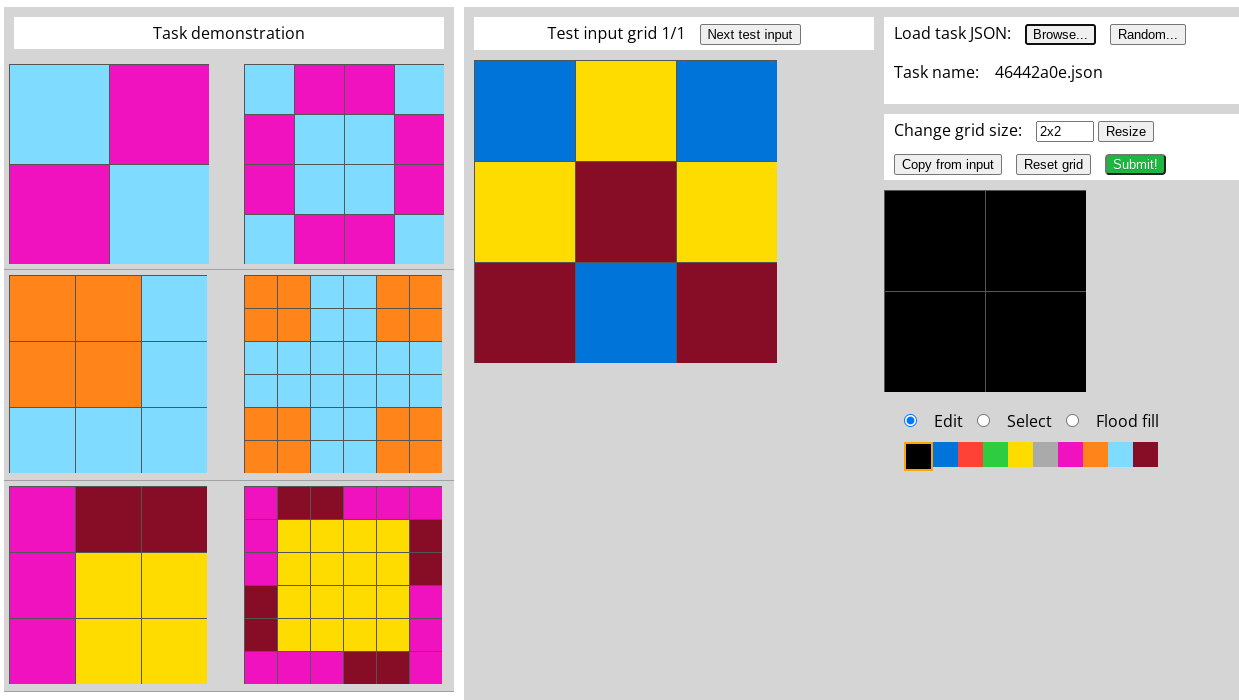 Task demonstration
Test input grid 1/1 Next test input
Load task JSON: Browse... Random...
Task name: 46442a0e.json
Change grid size: 2x2 Resize
Copy from input Reset grid Submit!
Edit Select Flood fill